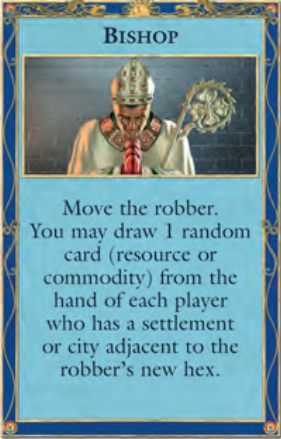 BISHOP
Move the robber.
You may draw 1 random
card (resource or
commodity) from the
hand of each player
who has a settlement
or city adjacent to the
robber's new hex.